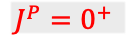 J^P = 0^+